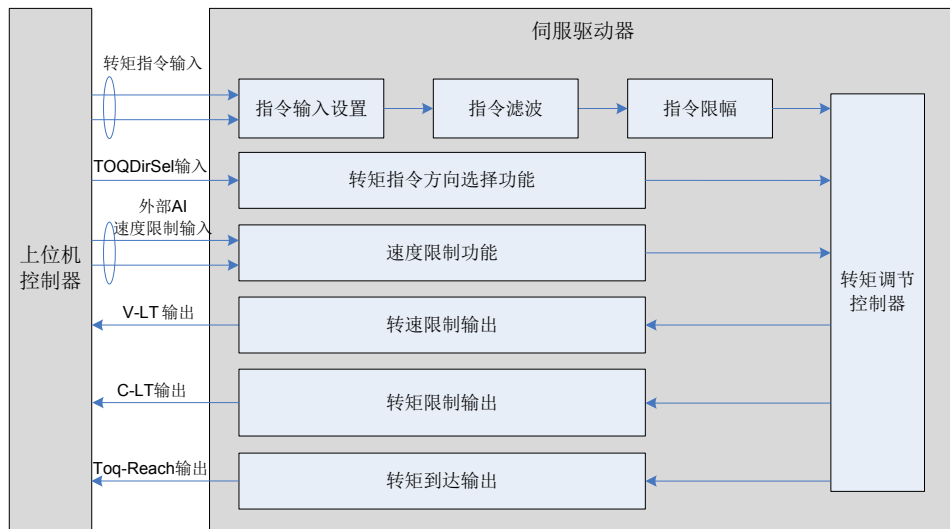 伺服驱动器
转矩指令输入
指令输入设置
指令滤波
指令限幅
TOQDirSel输入
转矩指令方向选择功能
外部AI
速度限制输入
速度限制功能
上位机
控制器
转矩调节
控制器
V-LT 输出
转速限制输出
C-LT输出
转矩限制输出
Toq-Reach输出
转矩到达输出